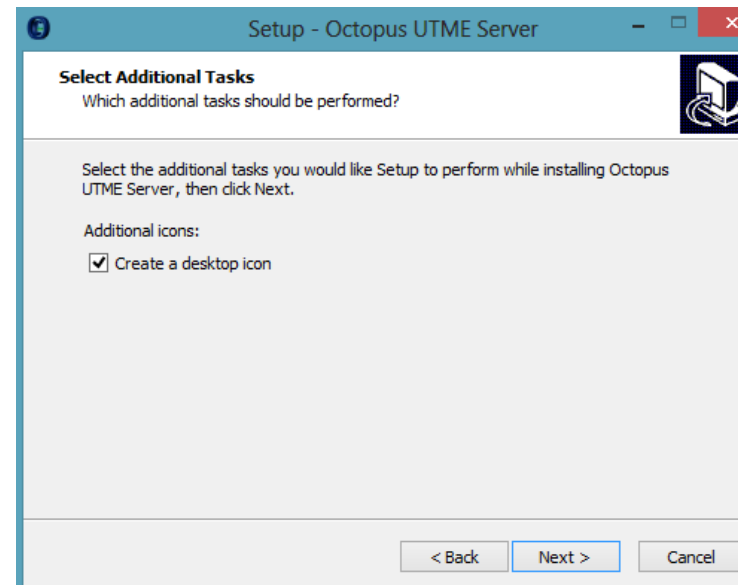 Setup - Octopus UTME Server
Select Additional Tasks
Which additional tasks should be performed?
Select the additional tasks you would like Setup to perform while installing Octopus
UTME Server, then click Next.
Additional icons:
Create a desktop icon
< Back Next > Cancel